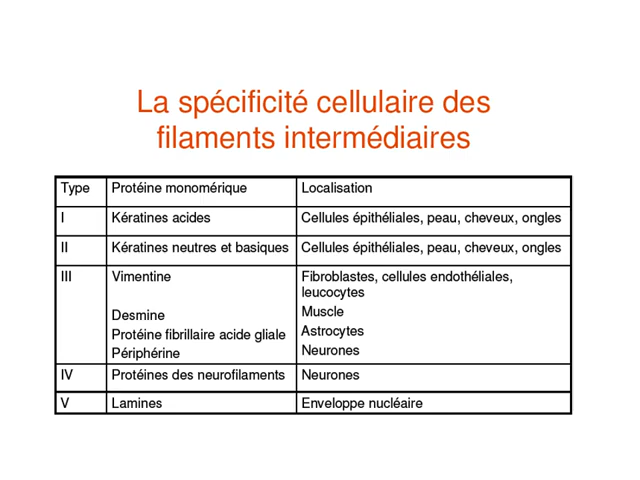 La spécificité cellulaire des
filaments intermédiaires
Type Protéine monomérique Localisation
I Kératines acides Cellules épithéliales, peau, cheveux, ongles
II Kératines neutres et basiques Cellules épithéliales, peau, cheveux, ongles
III Vimentine Fibroblastes, cellules endothéliales,
leucocytes
Desmine Muscle
Protéine fibrillaire acide gliale Astrocytes
Périphérine Neurones
IV Protéines des neurofilaments Neurones
V Lamines Enveloppe nucléaire